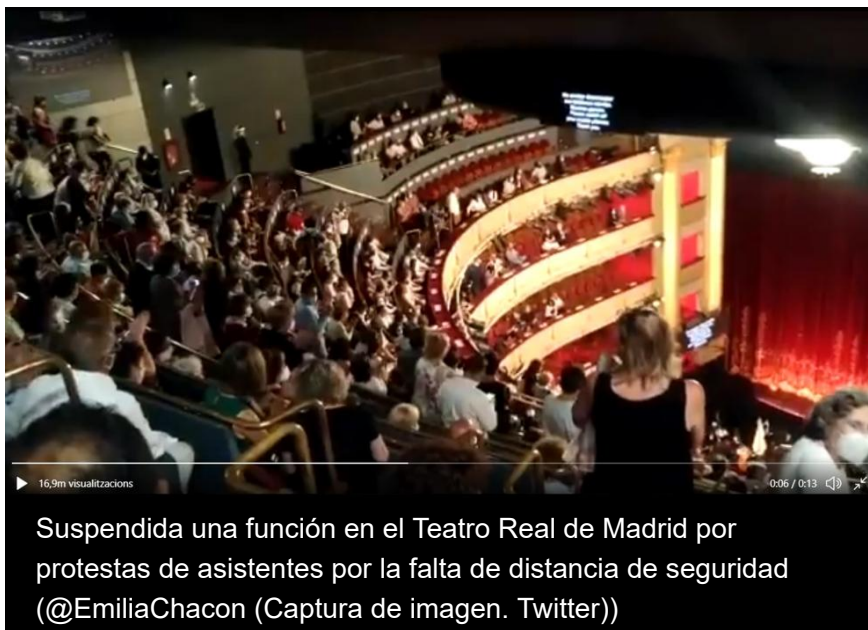 16,9m visualitzacions
0:06 / 0:13
Suspendida una función en el Teatro Real de Madrid por
protestas de asistentes por la falta de distancia de seguridad
(@EmiliaChacon (Captura de imagen. Twitter))